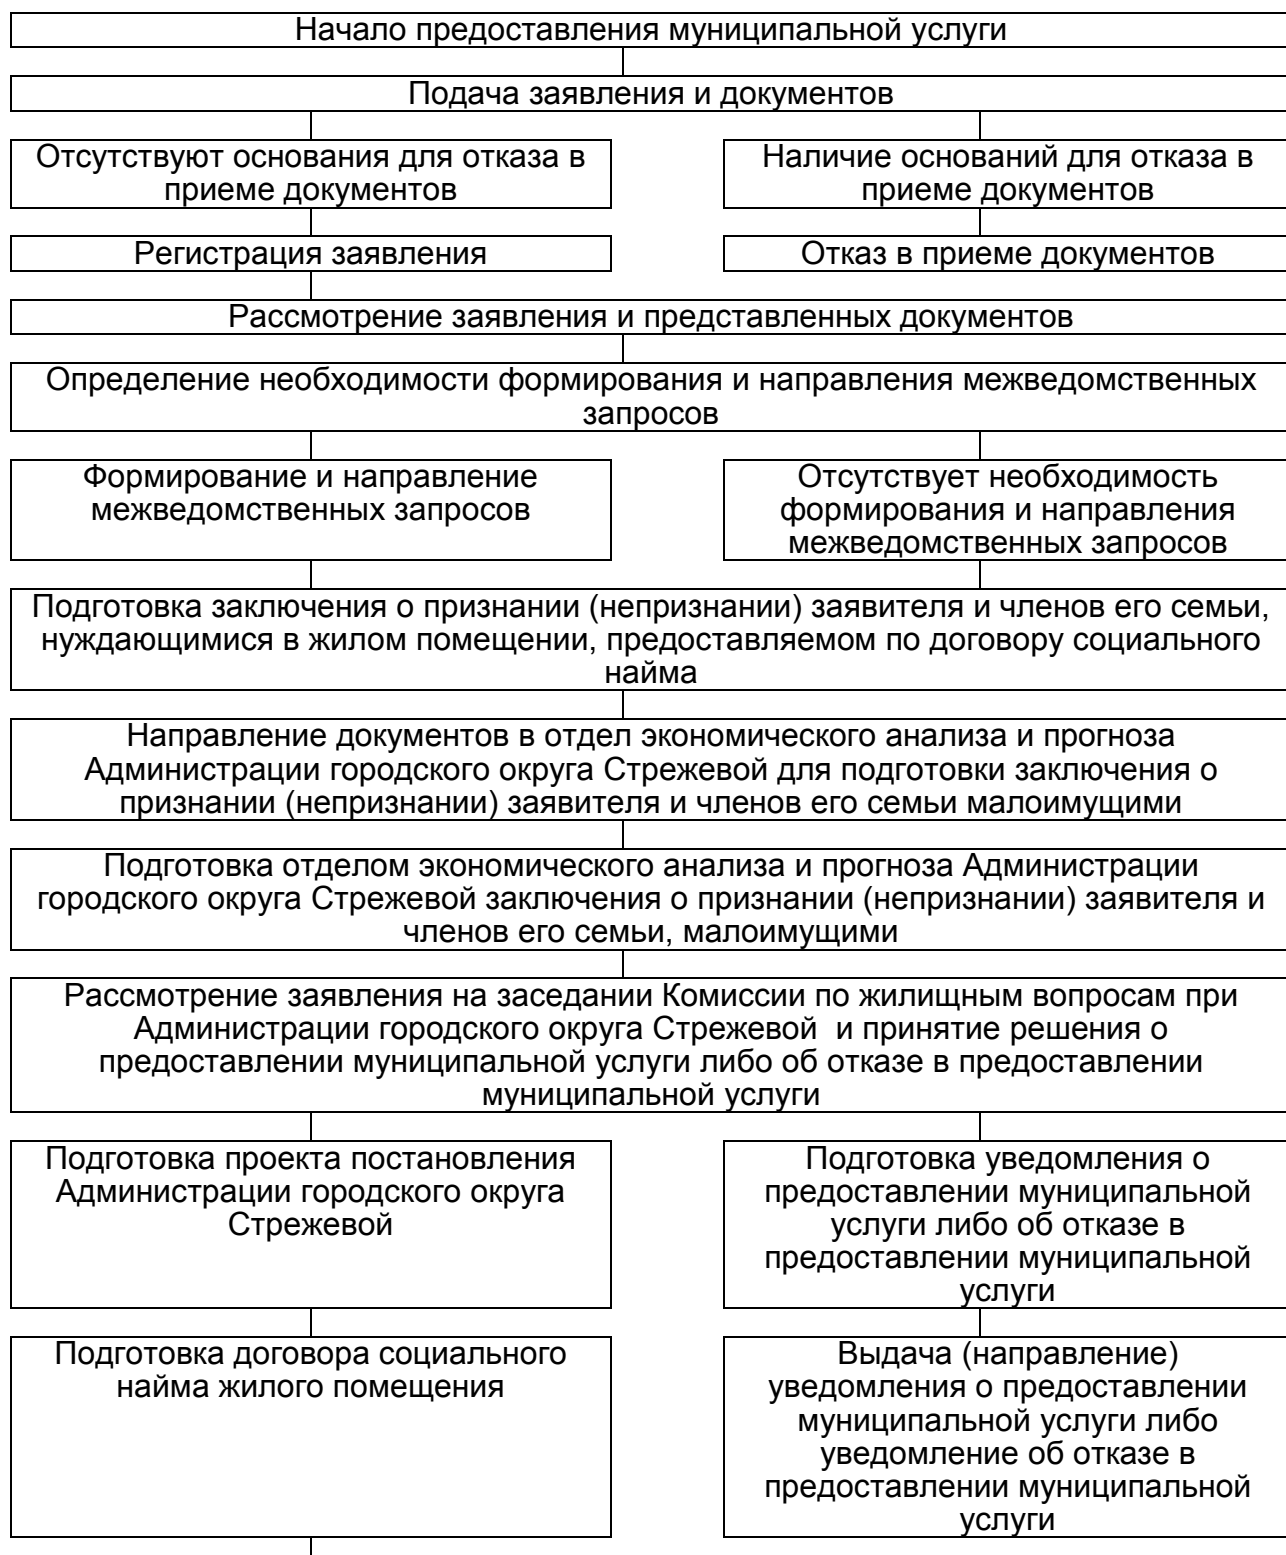 Начало предоставления муниципальной услуги
Подача заявления и документов
Отсутствуют основания для отказа в
приеме документов
Наличие оснований для отказа в
приеме документов
Регистрация заявления
Отказ в приеме документов
Рассмотрение заявления и представленных документов
Определение необходимости формирования и направления межведомственных
запросов
Формирование и направление
межведомственных запросов
Отсутствует необходимость
формирования и направления
межведомственных запросов
Подготовка заключения о признании (непризнании) заявителя и членов его семьи,
нуждающимися в жилом помещении, предоставляемом по договору социального
найма
Направление документов в отдел экономического анализа и прогноза
Администрации городского округа Стрежевой для подготовки заключения о
признании (непризнании) заявителя и членов его семьи малоимущими
Подготовка отделом экономического анализа и прогноза Администрации
городского округа Стрежевой заключения о признании (непризнании) заявителя и
членов его семьи, малоимущими
Рассмотрение заявления на заседании Комиссии по жилищным вопросам при
Администрации городского округа Стрежевой  и принятие решения о
предоставлении муниципальной услуги либо об отказе в предоставлении
муниципальной услуги
Подготовка проекта постановления
Администрации городского округа
Стрежевой
Подготовка уведомления о
предоставлении муниципальной
услуги либо об отказе в
предоставлении муниципальной
услуги
Подготовка договора социального
найма жилого помещения
Выдача (направление)
уведомления о предоставлении
муниципальной услуги либо
уведомление об отказе в
предоставлении муниципальной
услуги